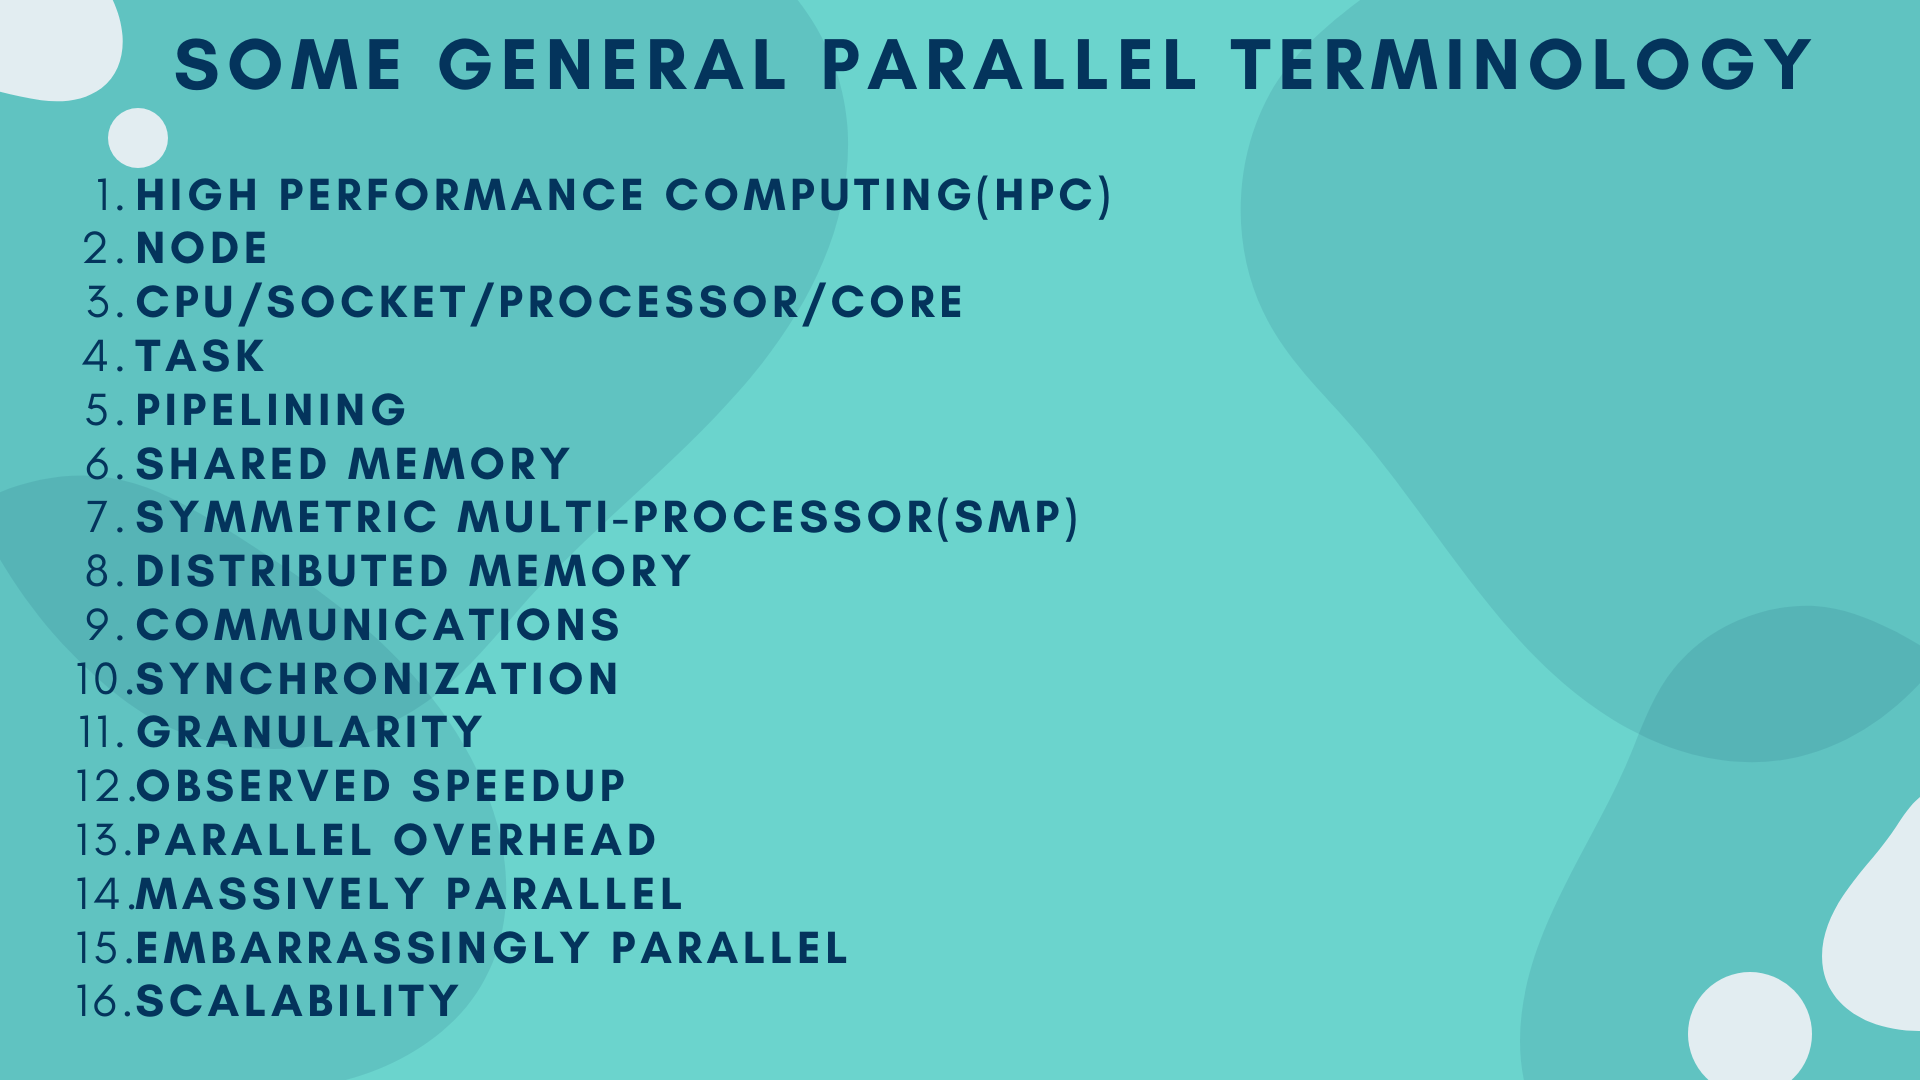 SOME GENERAL PARALLEL TERMINOLOGY
1. HIGH PERFORMANCE COMPUTING(HPC)
2. NODE
3. CPU/SOCKET/PROCESSOR/CORE
4. TASK
5. PIPELINING
6. SHARED MEMORY
7. SYMMETRIC MULTI-PROCESSOR(SMP)
8. DISTRIBUTED MEMORY
9. COMMUNICATIONS
10. SYNCHRONIZATION
11. GRANULARITY
12. OBSERVED SPEEDUP
13. PARALLEL OVERHEAD
14. MASSIVELY PARALLEL
15. EMBARRASSINGLY PARALLEL
16. SCALABILITY